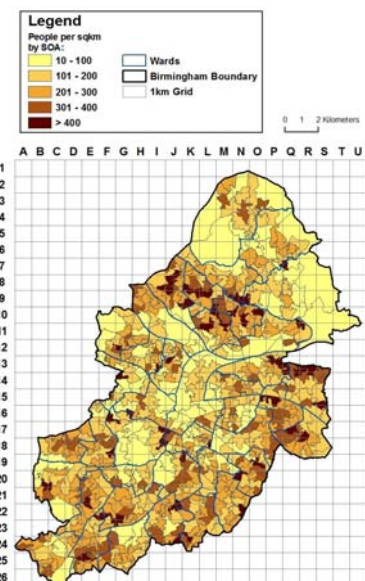 Legend
People per sqkm
by SOA:
10 - 100
101 - 200
201 - 300
301 - 400
> 400
Wards
Birmingham Boundary
1km Grid
0 1 2 Kilometers
A B C D E F G H I J K L M N O P Q R S T U
1
2
3
4
5
6
7
8
9
10
11
12
13
14
15
16
17
18
19
20
21
22
23
24
25
26